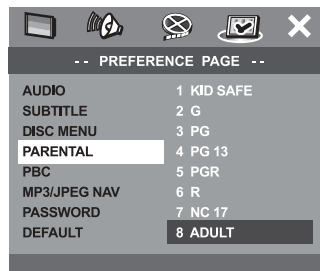 -- PREFERENCE PAGE --
AUDIO 1 KID SAFE
SUBTITLE 2 G
DISC MENU 3 PG
PARENTAL 4 PG 13
PBC 5 PGR
MP3/JPEG NAV 6 R
PASSWORD 7 NC 17
DEFAULT 8 ADULT